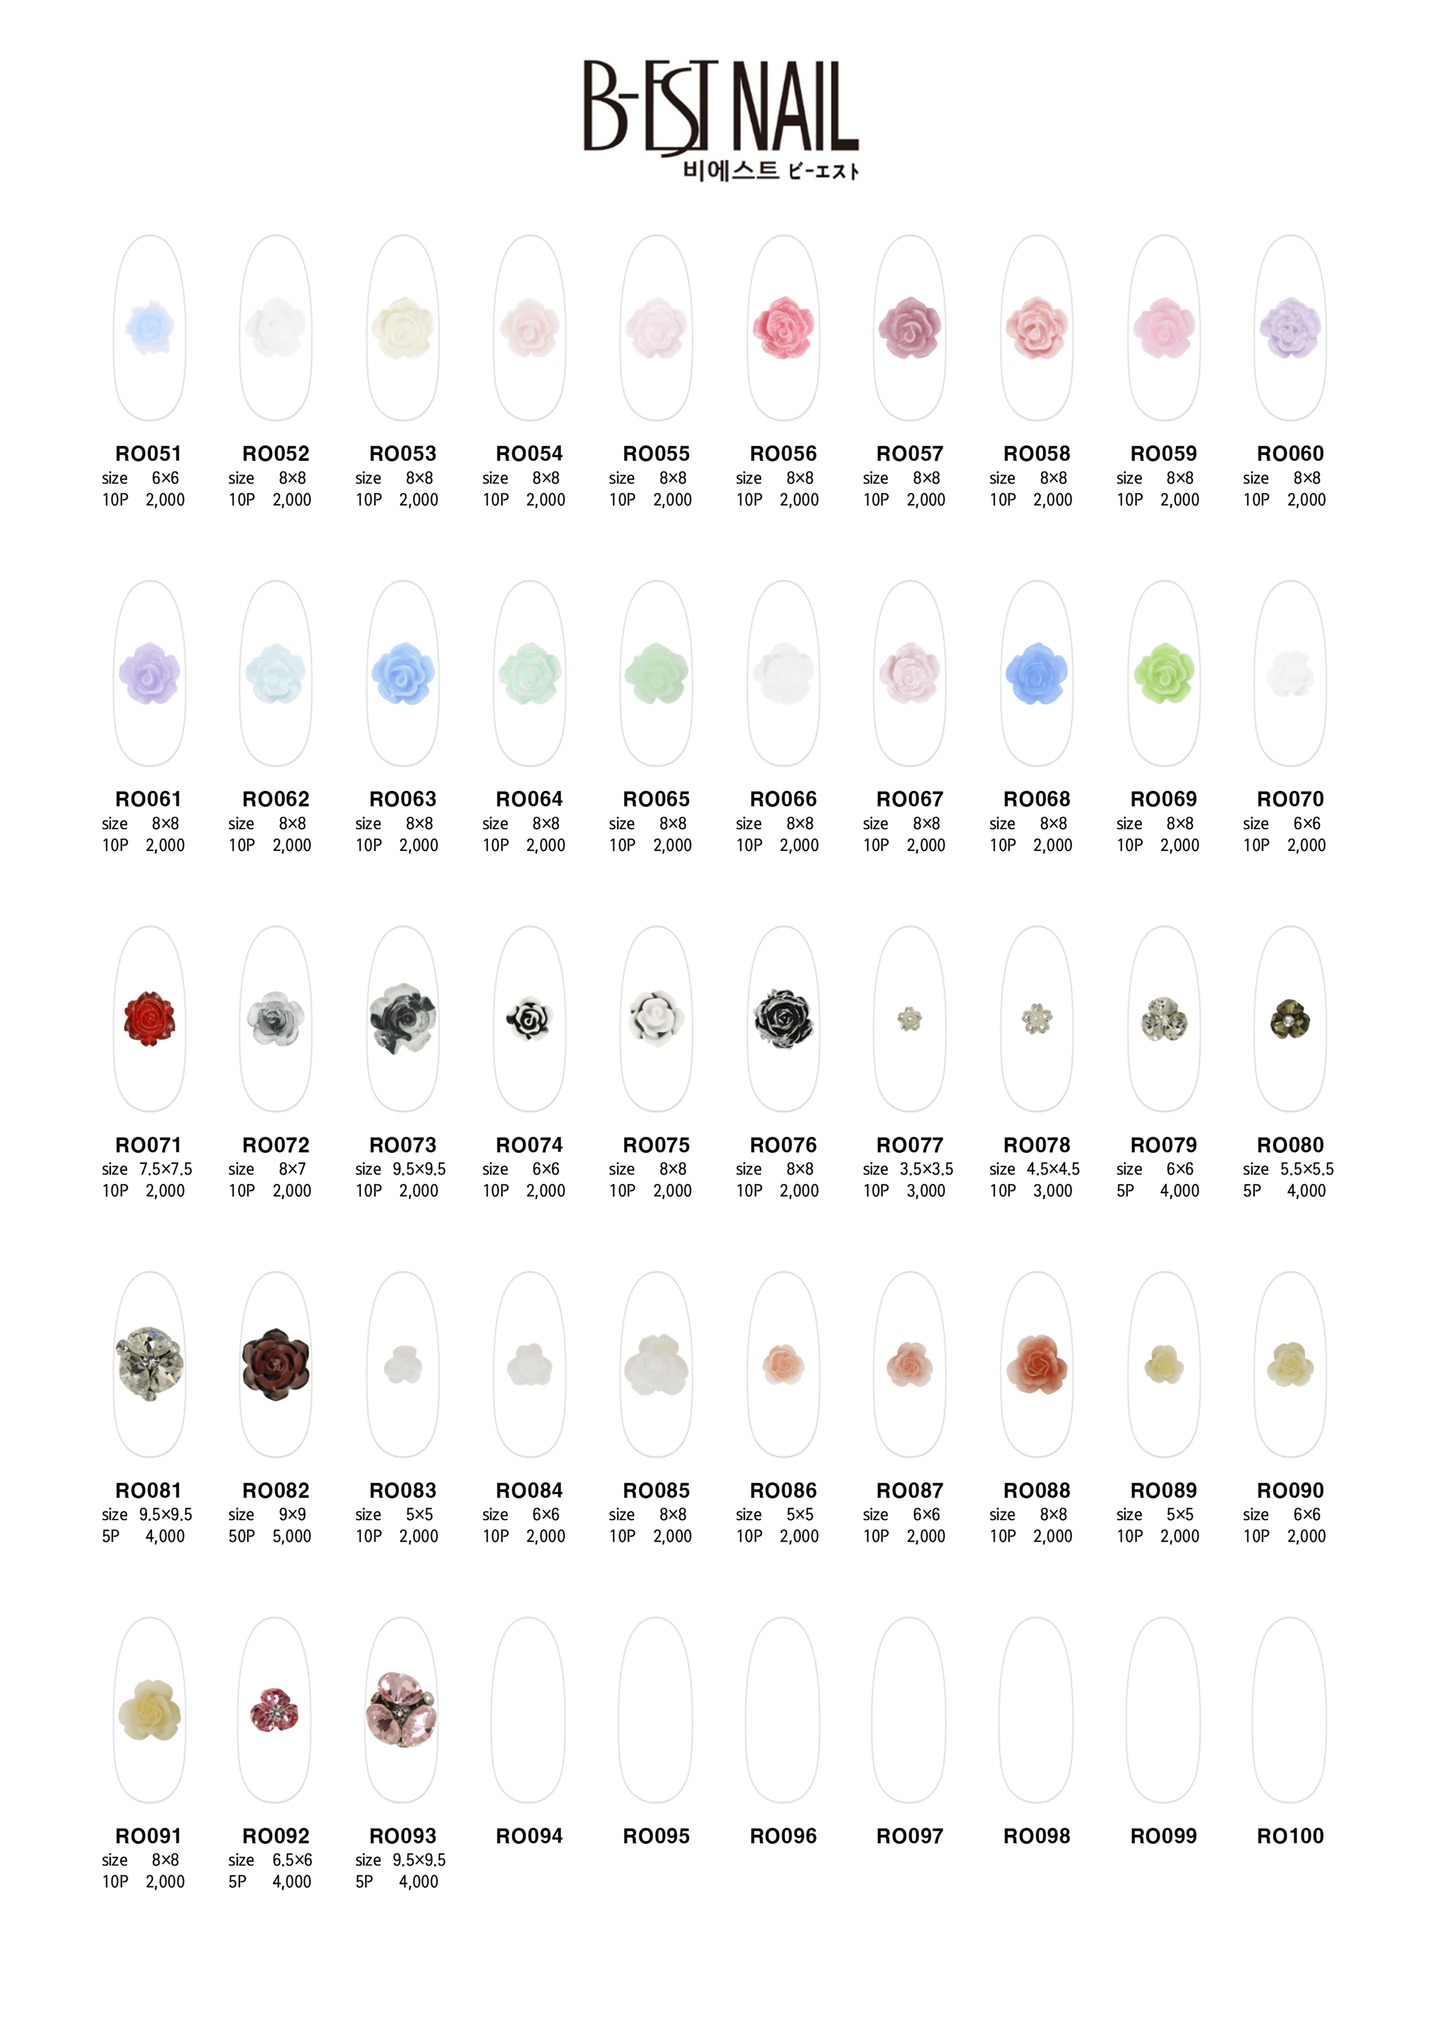 B-EST NAIL
비에스트 ビーエスト
RO051 RO052 RO053 RO054 RO055 RO056 RO057 RO058 RO059 RO060
size 6×6 size 8×8 size 8×8 size 8×8 size 8×8 size 8×8 size 8×8 size 8×8 size 8×8 size 8×8
10P 2,000 10P 2,000 10P 2,000 10P 2,000 10P 2,000 10P 2,000 10P 2,000 10P 2,000 10P 2,000 10P 2,000
RO061 RO062 RO063 RO064 RO065 RO066 RO067 RO068 RO069 RO070
size 8×8 size 8×8 size 8×8 size 8×8 size 8×8 size 8×8 size 8×8 size 8×8 size 8×8 size 6×6
10P 2,000 10P 2,000 10P 2,000 10P 2,000 10P 2,000 10P 2,000 10P 2,000 10P 2,000 10P 2,000 10P 2,000
RO071 RO072 RO073 RO074 RO075 RO076 RO077 RO078 RO079 RO080
size 7.5×7.5 size 8×7 size 9.5×9.5 size 6×6 size 8×8 size 8×8 size 3.5×3.5 size 4.5×4.5 size 6×6 size 5.5×5.5
10P 2,000 10P 2,000 10P 2,000 10P 2,000 10P 2,000 10P 2,000 10P 3,000 10P 3,000 5P 4,000 5P 4,000
RO081 RO082 RO083 RO084 RO085 RO086 RO087 RO088 RO089 RO090
size 9.5×9.5 size 9×9 size 5×5 size 6×6 size 8×8 size 5×5 size 6×6 size 8×8 size 5×5 size 6×6
5P 4,000 50P 5,000 10P 2,000 10P 2,000 10P 2,000 10P 2,000 10P 2,000 10P 2,000 10P 2,000 10P 2,000
RO091 RO092 RO093 RO094 RO095 RO096 RO097 RO098 RO099 RO100
size 8×8 size 6.5×6 size 9.5×9.5
10P 2,000 5P 4,000 5P 4,000